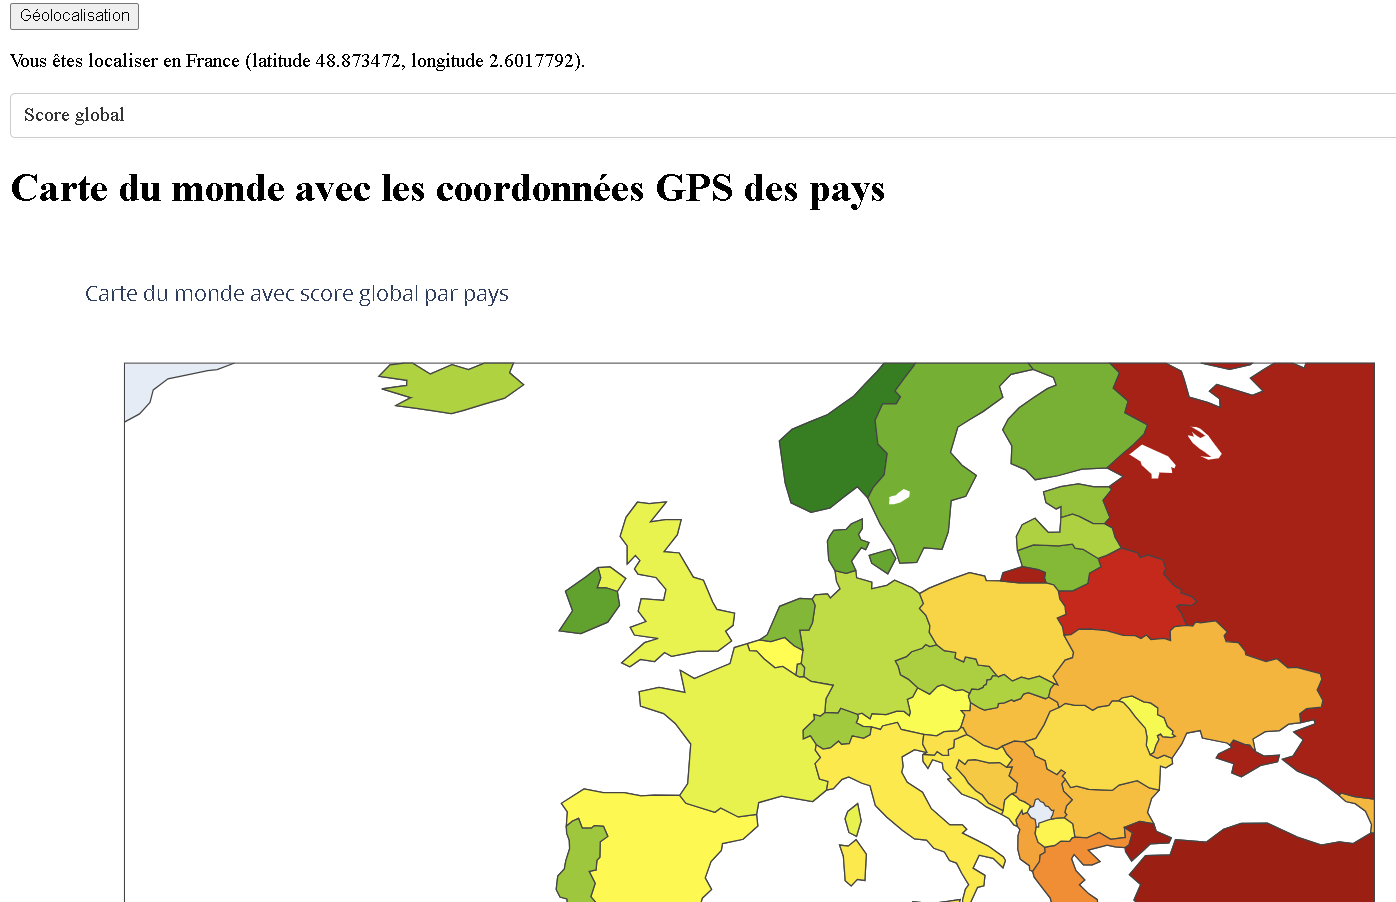 Géolocalisation
Vous êtes localiser en France (latitude 48.873472, longitude 2.6017792).
Score global
Carte du monde avec les coordonnées GPS des pays
Carte du monde avec score global par pays